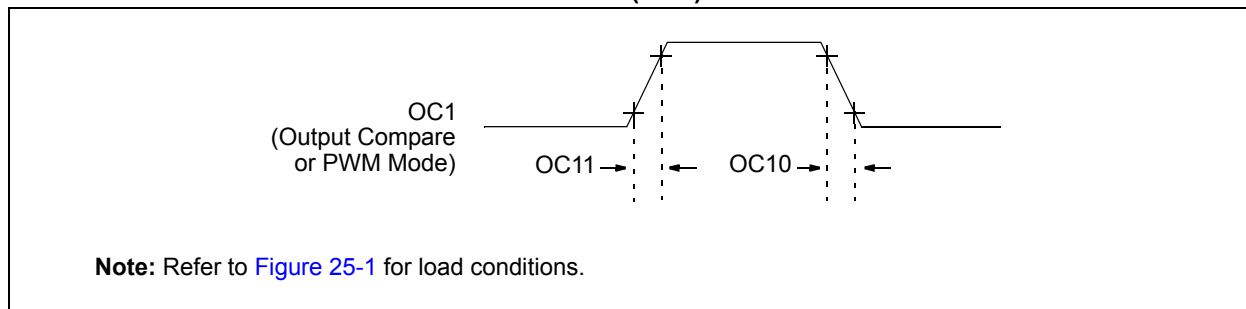 OC1
(Output Compare
or PWM Mode)
OC11
OC10
Note: Refer to Figure 25-1 for load conditions.